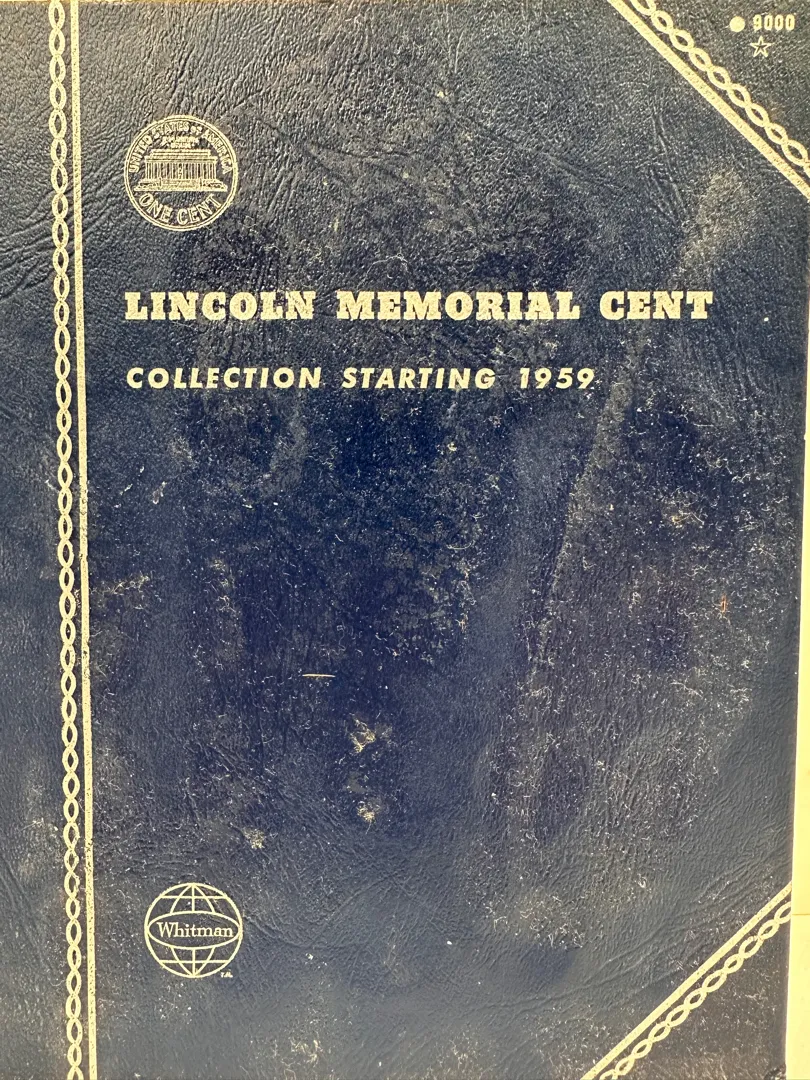 9000
UNITED STATES OF AMERICA
ONE CENT
LINCOLN MEMORIAL CENT
COLLECTION STARTING 1959
Whitman